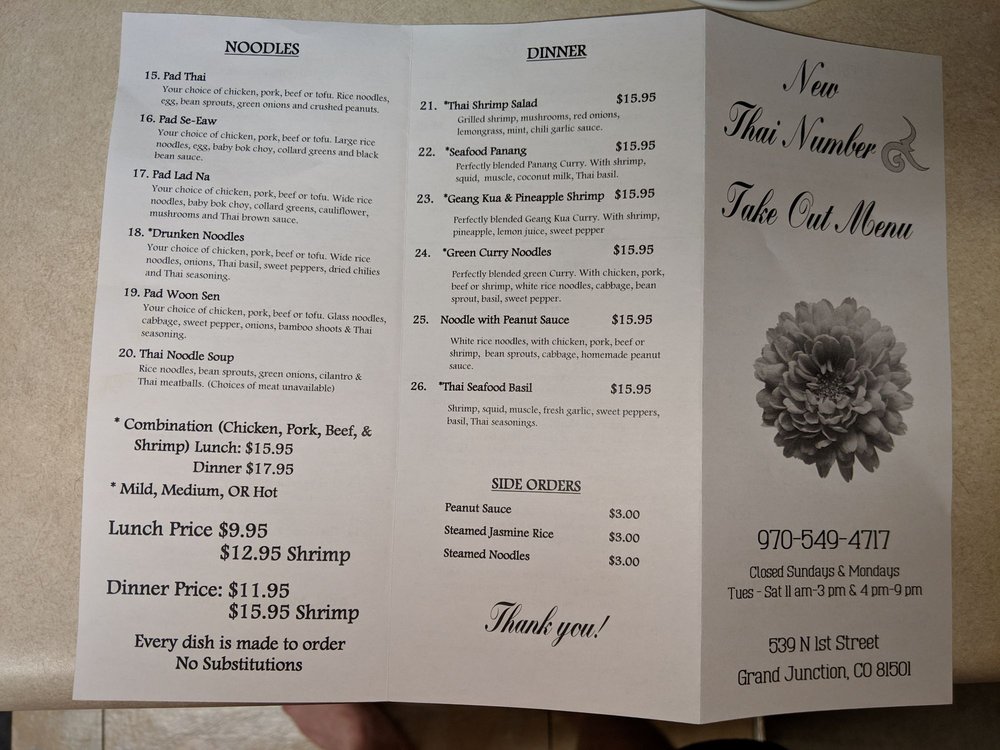 NOODLES
15. Pad Thai
Your choice of chicken, pork, beef or tofu. Rice noodles,
egg, bean sprouts, green onions and crushed peanuts.
16. Pad Se-Eaw
Your choice of chicken, pork, beef or tofu. Large rice
noodles, egg, baby bok choy, collard greens and black
bean sauce.
17. Pad Lad Na
Your choice of chicken, pork, beef or tofu. Wide rice
noodles, baby bok choy, collard greens, cauliflower,
mushrooms and Thai brown sauce.
18. *Drunken Noodles
Your choice of chicken, pork, beef or tofu. Wide rice
noodles, onions, Thai basil, sweet peppers, dried chilies
and Thai seasoning.
19. Pad Woon Sen
Your choice of chicken, pork, beef or tofu. Glass noodles,
cabbage, sweet pepper, onions, bamboo shoots & Thai
seasoning.
20. Thai Noodle Soup
Rice noodles, bean sprouts, green onions, cilantro &
Thai meatballs. (Choices of meat unavailable)
* Combination (Chicken, Pork, Beef, &
Shrimp) Lunch: $15.95
Dinner $17.95
* Mild, Medium, OR Hot
Lunch Price $9.95
$12.95 Shrimp
Dinner Price: $11.95
$15.95 Shrimp
Every dish is made to order
No Substitutions
DINNER
21. *Thai Shrimp Salad $15.95
Grilled shrimp, mushrooms, red onions,
lemongrass, mint, chili garlic sauce.
22. *Seafood Panang $15.95
Perfectly blended Panang Curry. With shrimp,
squid, muscle, coconut milk, Thai basil.
23. *Geang Kua & Pineapple Shrimp $15.95
Perfectly blended Geang Kua Curry. With shrimp,
pineapple, lemon juice, sweet pepper
24. *Green Curry Noodles $15.95
Perfectly blended green Curry. With chicken, pork,
beef or shrimp, white rice noodles, cabbage, bean
sprout, basil, sweet pepper.
25. Noodle with Peanut Sauce $15.95
White rice noodles, with chicken, pork, beef or
shrimp, bean sprouts, cabbage, homemade peanut
sauce.
26. *Thai Seafood Basil $15.95
Shrimp, squid, muscle, fresh garlic, sweet peppers,
basil, Thai seasonings.
SIDE ORDERS
Peanut Sauce $3.00
Steamed Jasmine Rice $3.00
Steamed Noodles $3.00
Thank you!
New
Thai Number ๙
Take Out Menu
970-549-4717
Closed Sundays & Mondays
Tues - Sat 11 am-3 pm & 4 pm-9 pm
539 N 1st Street
Grand Junction, CO 81501